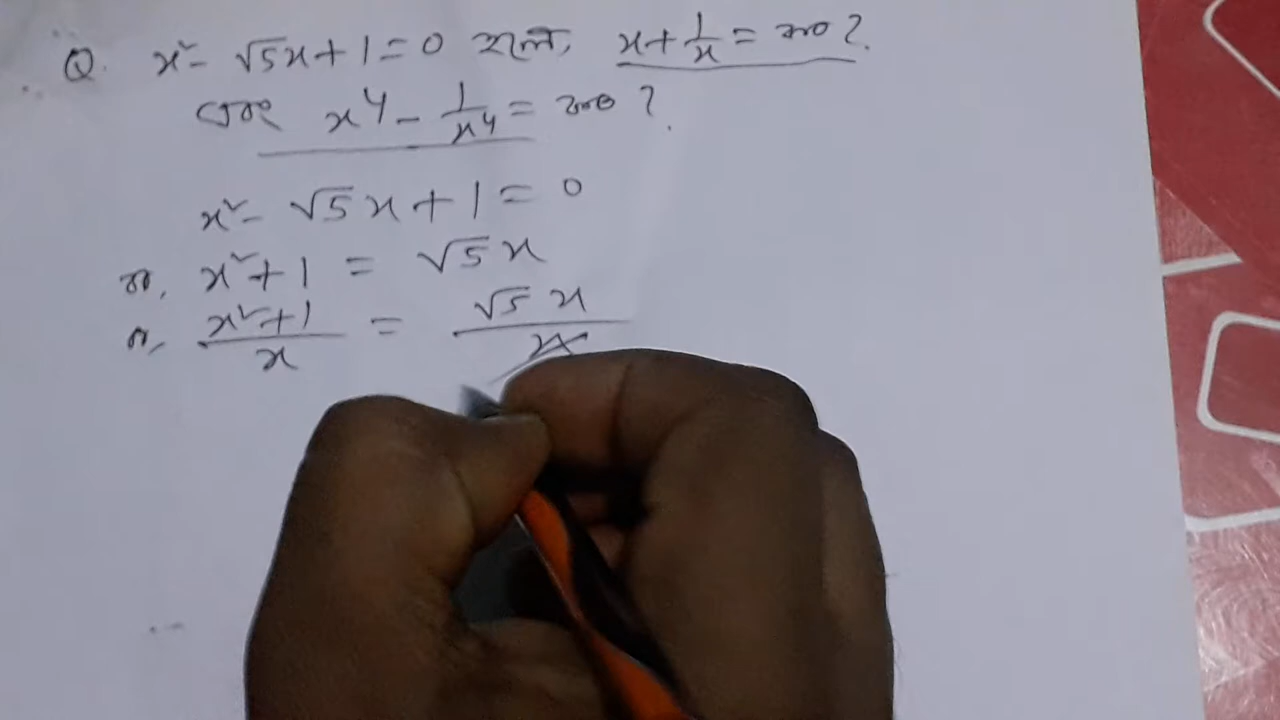 Q. x² - √5x + 1 = 0 হলে, x + 1/x = কত ?
এবং x⁴ - 1/x⁴ = কত ?
x² - √5x + 1 = 0
বা, x² + 1 = √5x
বা, (x² + 1)/x = √5x/x